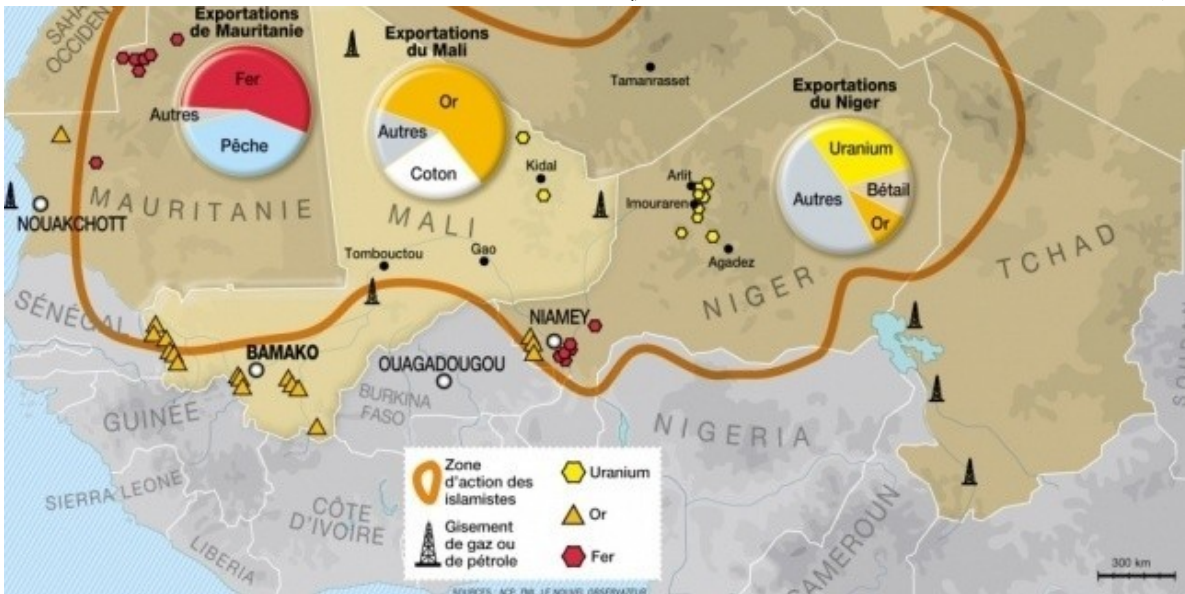 SAHA
OCCIDEN
Exportations
de Mauritanie
Fer
Autres
Pêche
Exportations
du Mali
Or
Autres
Coton
Tamanrasset
Exportations
du Niger
Uranium
Bétail
Or
Autres
Kidal
Arlit
Imouraren
Agadez
NOUAKCHOTT
MAURITANIE
MALI
Tombouctou
Gao
NIGER
TCHAD
SÉNÉGAL
BAMAKO
NIAMEY
OUAGADOUGOU
BURKINA
FASO
GUINÉE
NIGERIA
SIERRA LEONE
CÔTE
D'IVOIRE
LIBERIA
CAMEROUN
Zone
d'action des
islamistes
Gisement
de gaz ou
de pétrole
Uranium
Or
Fer
300 km